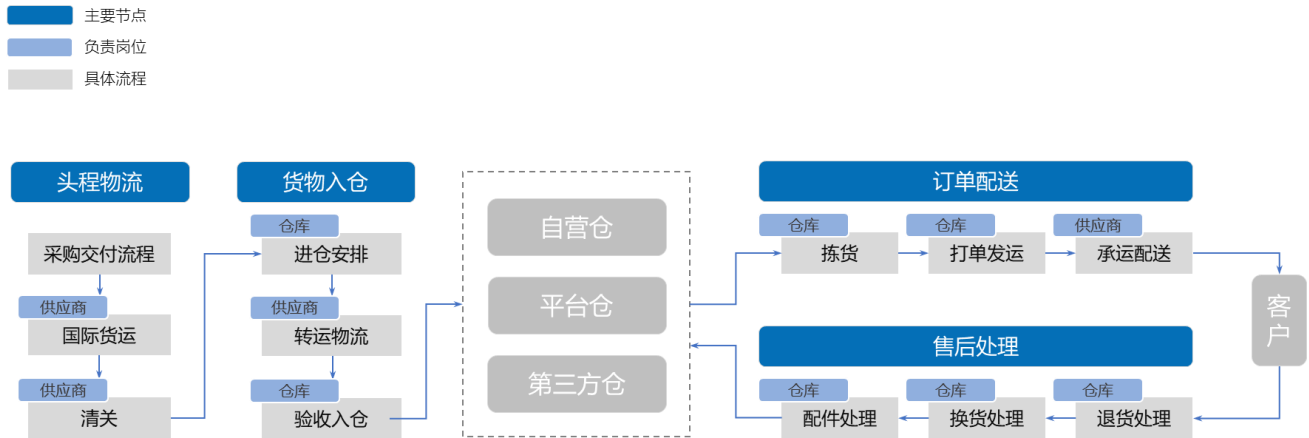 主要节点
负责岗位
具体流程
头程物流
采购交付流程
供应商
国际货运
供应商
清关
货物入仓
仓库
进仓安排
供应商
转运物流
仓库
验收入仓
自营仓
平台仓
第三方仓
订单配送
仓库
拣货
仓库
打单发运
供应商
承运配送
客户
售后处理
仓库
配件处理
仓库
换货处理
仓库
退货处理